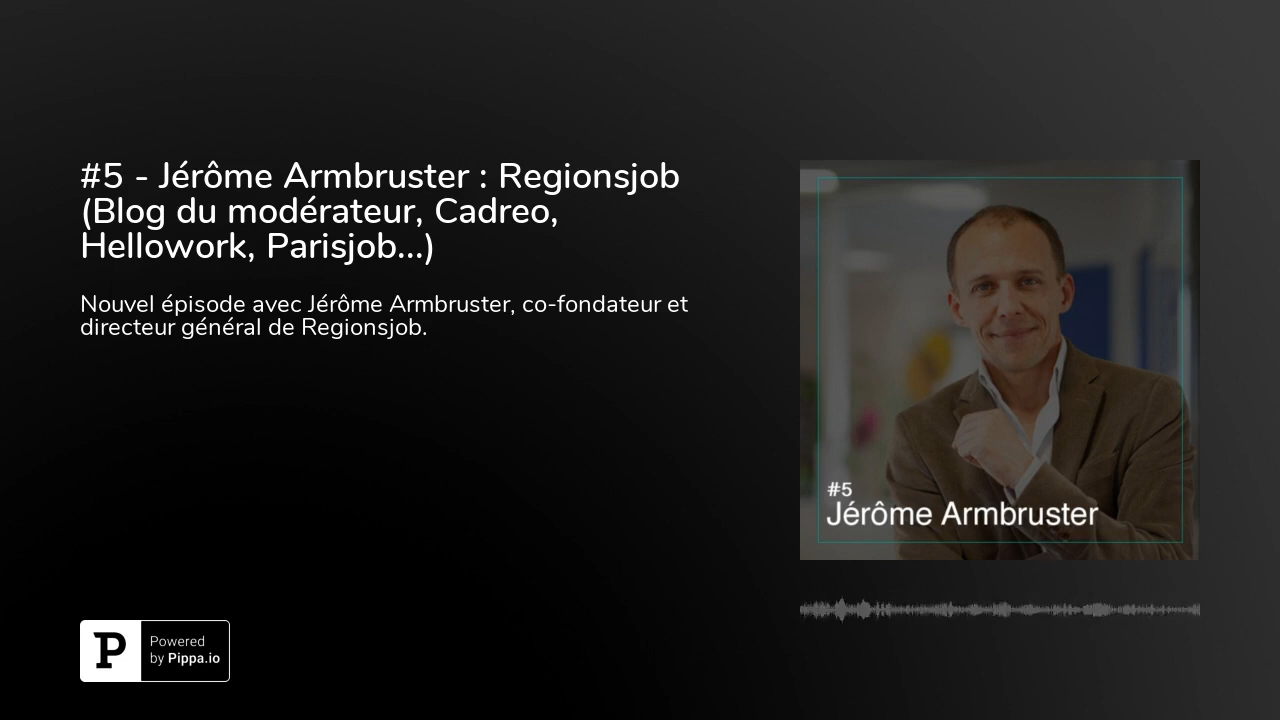 #5 - Jérôme Armbruster : Regionsjob
(Blog du modérateur, Cadreo,
Hellowork, Parisjob...)
Nouvel épisode avec Jérôme Armbruster, co-fondateur et
directeur général de Regionsjob.
#5
Jérôme Armbruster
P
Powered
by Pippa.io